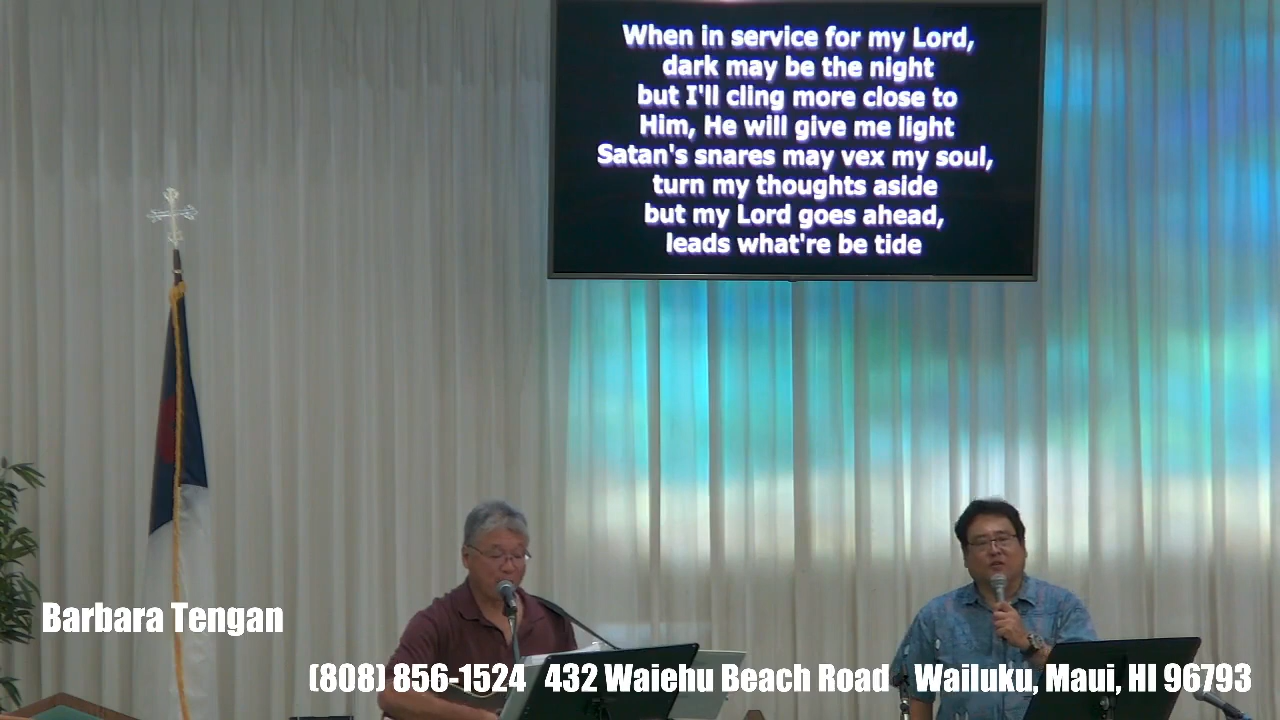 When in service for my Lord,
dark may be the night
but I'll cling more close to
Him, He will give me light
Satan's snares may vex my soul,
turn my thoughts aside
but my Lord goes ahead,
leads what're be tide
Barbara Tengan
(808) 856-1524 432 Waiehu Beach Road Wailuku, Maui, HI 96793